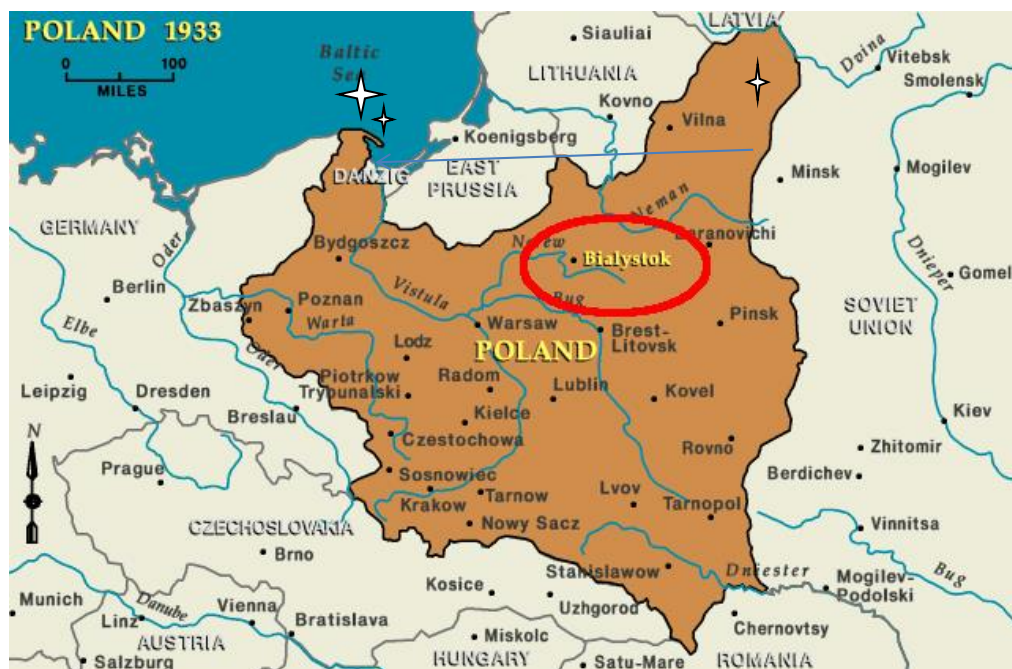 POLAND 1933
0 100
MILES
Baltic
Sea
LATVIA
Siauliai
LITHUANIA
Kovno
Vilna
Dvina
Vitebsk
Smolensk
Koenigsberg
EAST
PRUSSIA
DANZIG
Minsk
Mogilev
GERMANY
Oder
Bydgoszcz
Narew
Neman
Bialystok
Baranovichi
Dnieper
Gomel
Berlin
Zbaszyn
Poznan
Warta
Vistula
Bug
Warsaw
Brest-
Litovsk
Pinsk
SOVIET
UNION
Elbe
Oder
Lodz
POLAND
Leipzig
Dresden
Breslau
Piotrkow
Trybunalski
Radom
Lublin
Kovel
Kielce
Kiev
N
Czestochowa
Rovno
Zhitomir
Prague
Sosnowiec
Berdichev
Krakow
Tarnow
Lvov
Tarnopol
CZECHOSLOVAKIA
Nowy Sacz
Vinnitsa
Brno
Stanislawow
Dniester
Bug
Kosice
Uzhgorod
Mogilev-
Podolski
Munich
Danube
Linz
Vienna
Bratislava
Chernovtsy
AUSTRIA
Miskolc
Salzburg
HUNGARY
Satu-Mare
ROMANIA